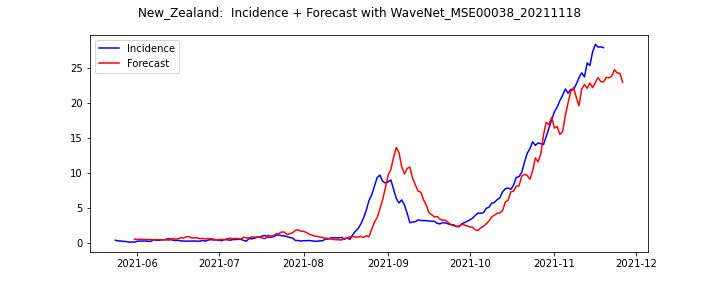 New_Zealand:  Incidence + Forecast with WaveNet_MSE00038_20211118
Incidence
Forecast
25
20
15
10
5
0
2021-06 2021-07 2021-08 2021-09 2021-10 2021-11 2021-12